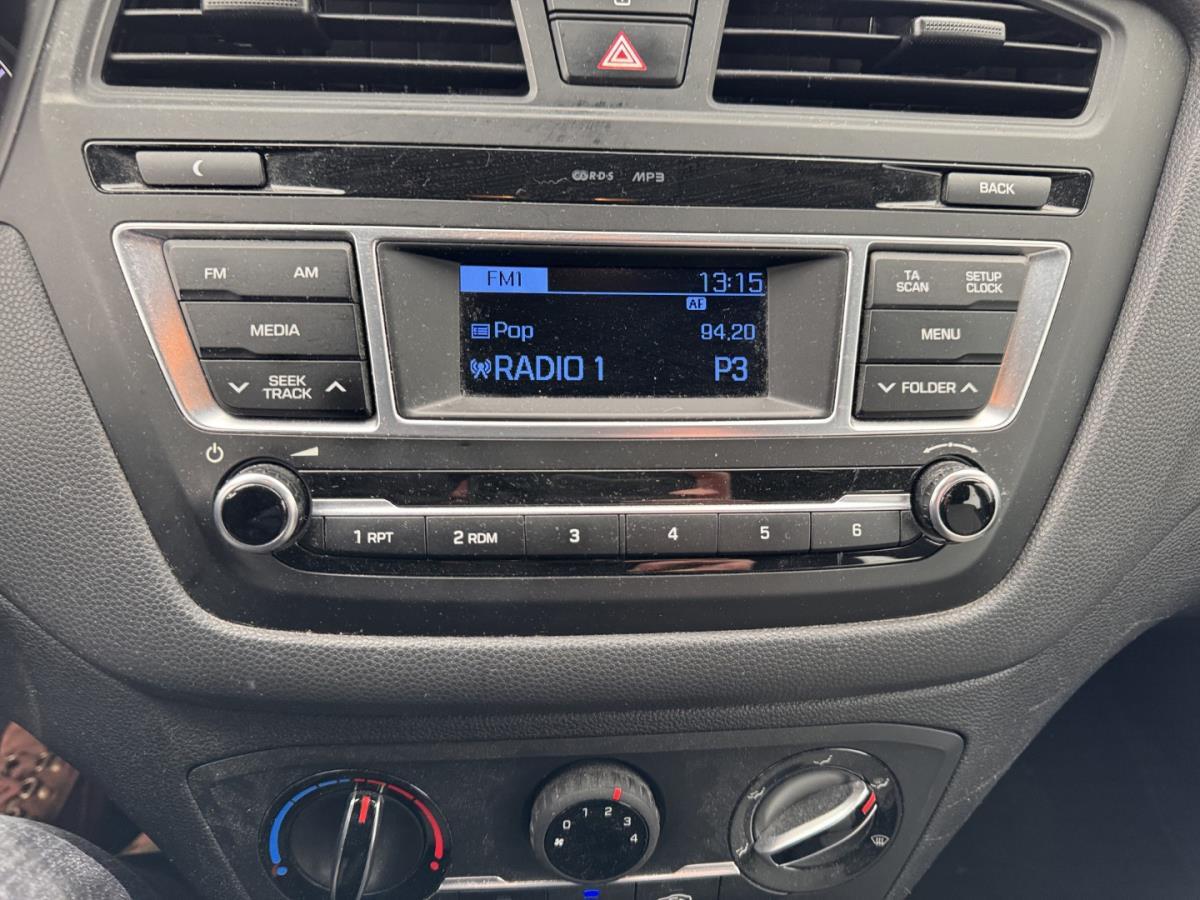 RDS MP3
BACK
FM AM
MEDIA
SEEK
TRACK
FM1 13:15
AF
Pop 94.20
RADIO 1 P3
TA
SCAN
SETUP
CLOCK
MENU
FOLDER
1 RPT 2 RDM 3 4 5 6
0 1 2 3 4